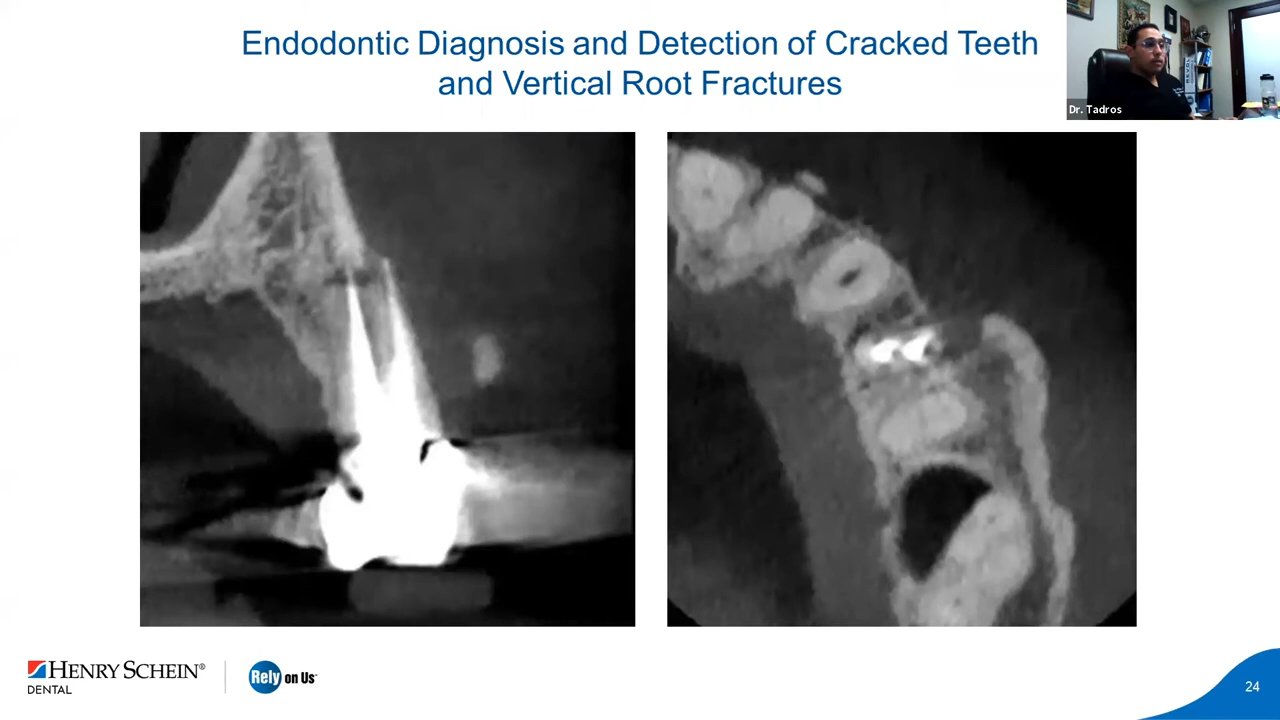 Endodontic Diagnosis and Detection of Cracked Teeth
and Vertical Root Fractures
Dr. Tadros
HENRY SCHEIN®
DENTAL
Rely on Us™
24